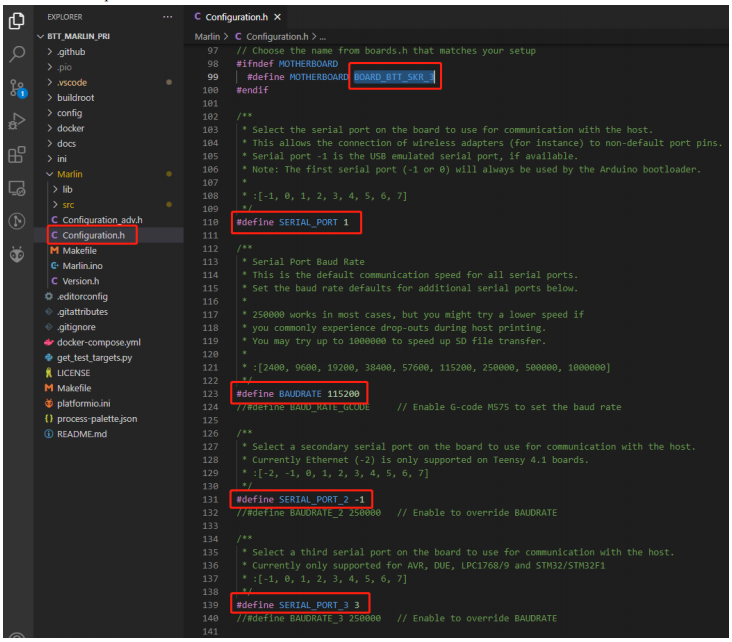 EXPLORER
BTT_MARLIN_PRI
.github
.pio
.vscode
buildroot
config
docker
docs
ini
Marlin
lib
src
Configuration_adv.h
Configuration.h
Makefile
Marlin.ino
Version.h
.editorconfig
.gitattributes
.gitignore
docker-compose.yml
get_test_targets.py
LICENSE
Makefile
platformio.ini
process-palette.json
README.md
Configuration.h
Marlin > Configuration.h > ...
97 // Choose the name from boards.h that matches your setup
98 #ifndef MOTHERBOARD
99 #define MOTHERBOARD BOARD_BTT_SKR_3
100 #endif
101
102 /**
103 * Select the serial port on the board to use for communication with the host.
104 * This allows the connection of wireless adapters (for instance) to non-default port pins.
105 * Serial port -1 is the USB emulated serial port, if available.
106 * Note: The first serial port (-1 or 0) will always be used by the Arduino bootloader.
107 *
108 * :[-1, 0, 1, 2, 3, 4, 5, 6, 7]
109 */
110 #define SERIAL_PORT 1
111
112 /**
113 * Serial Port Baud Rate
114 * This is the default communication speed for all serial ports.
115 * Set the baud rate defaults for additional serial ports below.
116 *
117 * 250000 works in most cases, but you might try a lower speed if
118 * you commonly experience drop-outs during host printing.
119 * You may try up to 1000000 to speed up SD file transfer.
120 *
121 * :[2400, 9600, 19200, 38400, 57600, 115200, 250000, 500000, 1000000]
122 */
123 #define BAUDRATE 115200
124 //#define BAUD_RATE_GCODE // Enable G-code M575 to set the baud rate
125
126 /**
127 * Select a secondary serial port on the board to use for communication with the host.
128 * Currently Ethernet (-2) is only supported on Teensy 4.1 boards.
129 * :[-2, -1, 0, 1, 2, 3, 4, 5, 6, 7]
130 */
131 #define SERIAL_PORT_2 -1
132 //#define BAUDRATE_2 250000 // Enable to override BAUDRATE
133
134 /**
135 * Select a third serial port on the board to use for communication with the host.
136 * Currently only supported for AVR, DUE, LPC1768/9 and STM32/STM32F1
137 * :[-1, 0, 1, 2, 3, 4, 5, 6, 7]
138 */
139 #define SERIAL_PORT_3 3
140 //#define BAUDRATE_3 250000 // Enable to override BAUDRATE
141